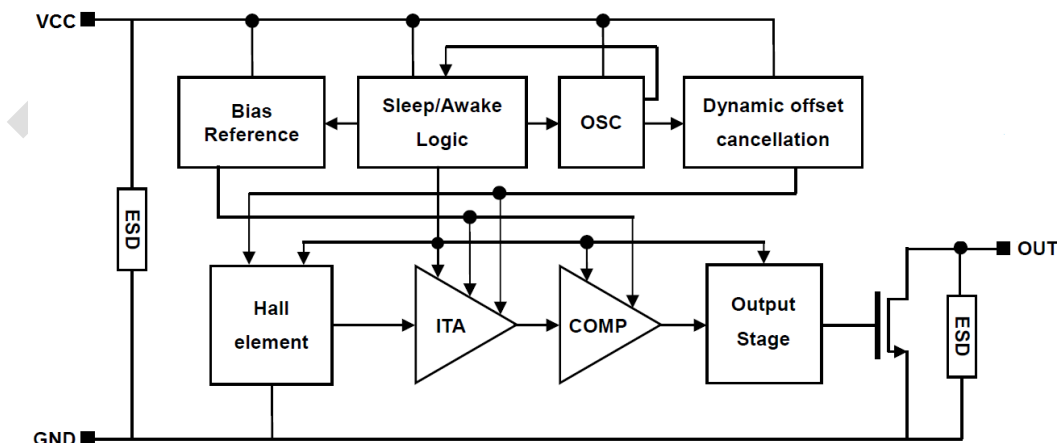 VCC
Bias
Reference
Sleep/Awake
Logic
OSC
Dynamic offset
cancellation
ESD
Hall
element
ITA
COMP
Output
Stage
OUT
ESD
GND